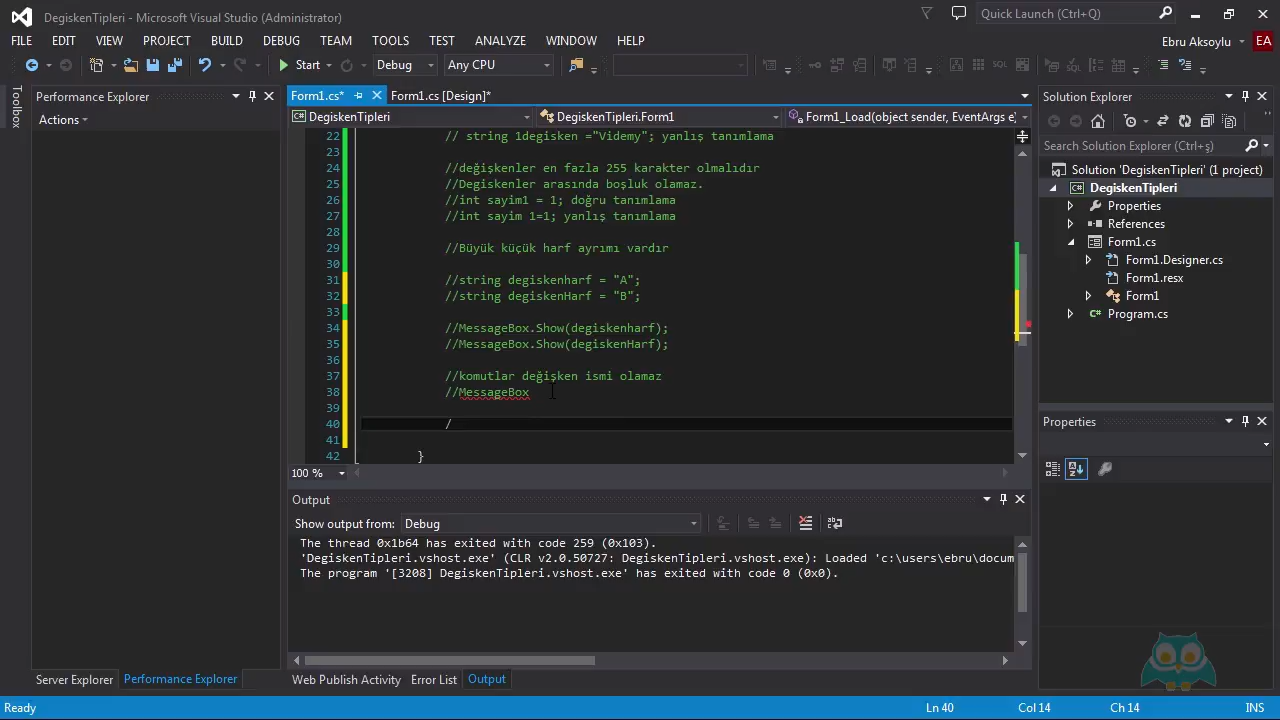 DegiskenTipleri - Microsoft Visual Studio (Administrator)
Quick Launch (Ctrl+Q)
FILE EDIT VIEW PROJECT BUILD DEBUG TEAM TOOLS TEST ANALYZE WINDOW HELP
Ebru Aksoylu EA
Start Debug Any CPU
Toolbox
Performance Explorer
Actions
Form1.cs* Form1.cs [Design]*
DegiskenTipleri DegiskenTipleri.Form1 Form1_Load(object sender, EventArgs e)
22 // string 1degisken ="Videmy"; yanlış tanımlama
23
24 //değişkenler en fazla 255 karakter olmalıdır
25 //Degiskenler arasında boşluk olamaz.
26 //int sayim1 = 1; doğru tanımlama
27 //int sayim 1=1; yanlış tanımlama
28
29 //Büyük küçük harf ayrımı vardır
30
31 //string degiskenharf = "A";
32 //string degiskenHarf = "B";
33
34 //MessageBox.Show(degiskenharf);
35 //MessageBox.Show(degiskenHarf);
36
37 //komutlar değişken ismi olamaz
38 //MessageBox
39
40 /
41
42 }
100 %
Output
Show output from: Debug
The thread 0x1b64 has exited with code 259 (0x103).
'DegiskenTipleri.vshost.exe' (CLR v2.0.50727: DegiskenTipleri.vshost.exe): Loaded 'c:\users\ebru\docum
The program '[3208] DegiskenTipleri.vshost.exe' has exited with code 0 (0x0).
Solution Explorer
Search Solution Explorer (Ctrl+ş)
Solution 'DegiskenTipleri' (1 project)
DegiskenTipleri
Properties
References
Form1.cs
Form1.Designer.cs
Form1.resx
Form1
Program.cs
Properties
Server Explorer Performance Explorer
Web Publish Activity Error List Output
Ready Ln 40 Col 14 Ch 14 INS